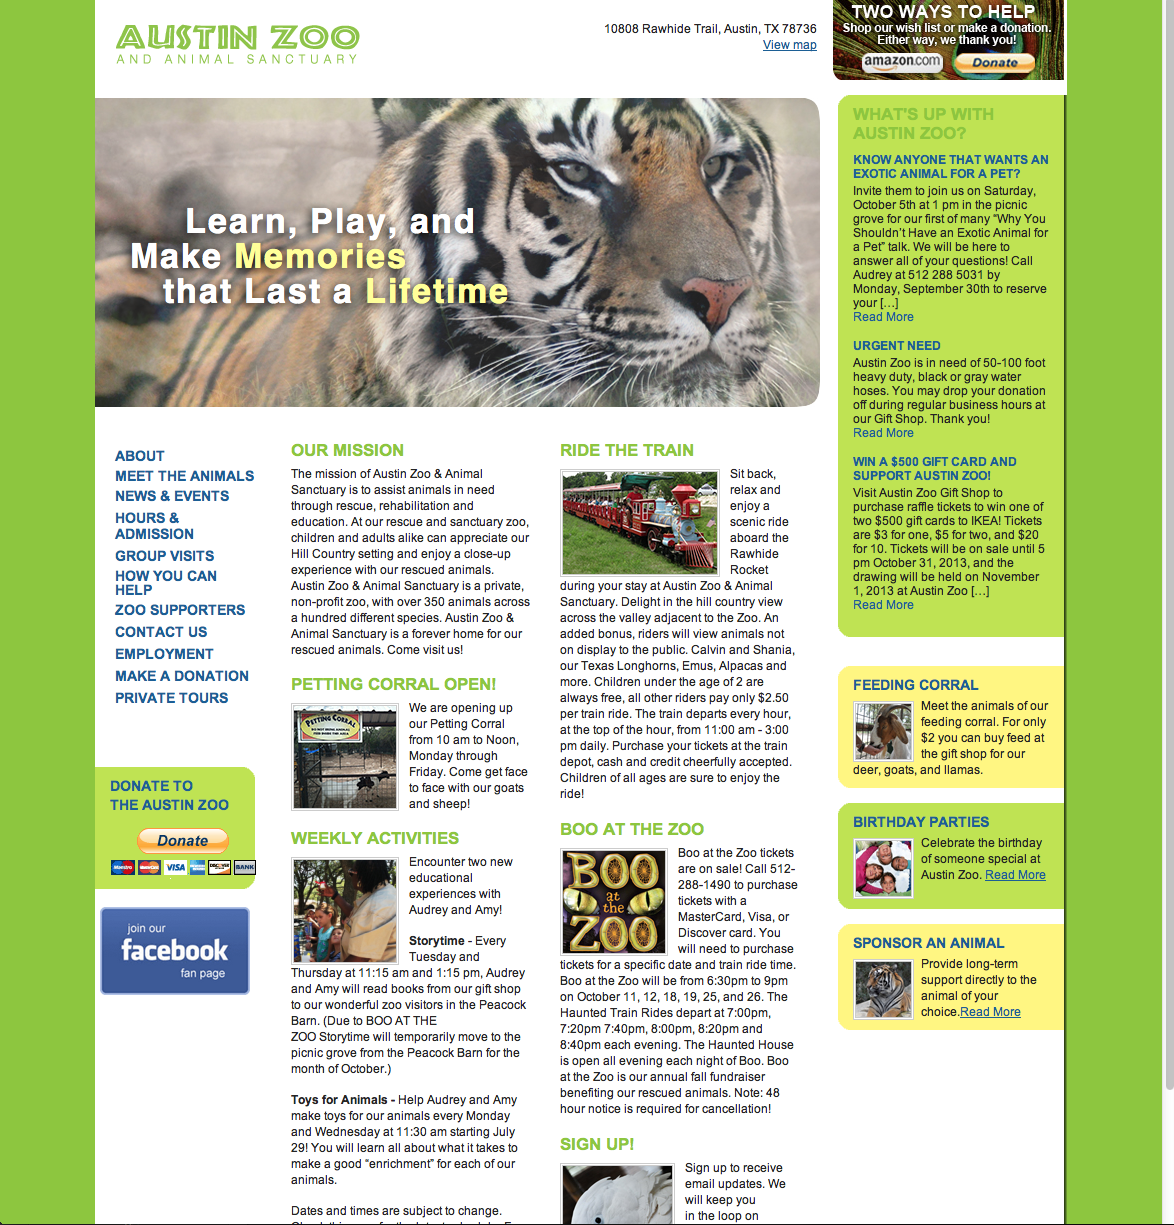 AUSTIN ZOO
AND ANIMAL SANCTUARY
10808 Rawhide Trail, Austin, TX 78736
View map
TWO WAYS TO HELP
Shop our wish list or make a donation.
Either way, we thank you!
amazon.com
Donate
Learn, Play, and
Make Memories
that Last a Lifetime
ABOUT
MEET THE ANIMALS
NEWS & EVENTS
HOURS &
ADMISSION
GROUP VISITS
HOW YOU CAN
HELP
ZOO SUPPORTERS
CONTACT US
EMPLOYMENT
MAKE A DONATION
PRIVATE TOURS
DONATE TO
THE AUSTIN ZOO
Donate
VISA
BANK
join our
facebook
fan page
OUR MISSION
The mission of Austin Zoo & Animal
Sanctuary is to assist animals in need
through rescue, rehabilitation and
education. At our rescue and sanctuary zoo,
children and adults alike can appreciate our
Hill Country setting and enjoy a close-up
experience with our rescued animals.
Austin Zoo & Animal Sanctuary is a private,
non-profit zoo, with over 350 animals across
a hundred different species. Austin Zoo &
Animal Sanctuary is a forever home for our
rescued animals. Come visit us!
PETTING CORRAL OPEN!
PETTING CORRAL
We are opening up
our Petting Corral
from 10 am to Noon,
Monday through
Friday. Come get face
to face with our goats
and sheep!
WEEKLY ACTIVITIES
Encounter two new
educational
experiences with
Audrey and Amy!
Storytime - Every
Tuesday and
Thursday at 11:15 am and 1:15 pm, Audrey
and Amy will read books from our gift shop
to our wonderful zoo visitors in the Peacock
Barn. (Due to BOO AT THE
ZOO Storytime will temporarily move to the
picnic grove from the Peacock Barn for the
month of October.)
Toys for Animals - Help Audrey and Amy
make toys for our animals every Monday
and Wednesday at 11:30 am starting July
29! You will learn all about what it takes to
make a good “enrichment” for each of our
animals.
Dates and times are subject to change.
RIDE THE TRAIN
Sit back,
relax and
enjoy a
scenic ride
aboard the
Rawhide
Rocket
during your stay at Austin Zoo & Animal
Sanctuary. Delight in the hill country view
across the valley adjacent to the Zoo. An
added bonus, riders will view animals not
on display to the public. Calvin and Shania,
our Texas Longhorns, Emus, Alpacas and
more. Children under the age of 2 are
always free, all other riders pay only $2.50
per train ride. The train departs every hour,
at the top of the hour, from 11:00 am - 3:00
pm daily. Purchase your tickets at the train
depot, cash and credit cheerfully accepted.
Children of all ages are sure to enjoy the
ride!
BOO AT THE ZOO
BOO
at
the
ZOO
Boo at the Zoo tickets
are on sale! Call 512-
288-1490 to purchase
tickets with a
MasterCard, Visa, or
Discover card. You
will need to purchase
tickets for a specific date and train ride time.
Boo at the Zoo will be from 6:30pm to 9pm
on October 11, 12, 18, 19, 25, and 26. The
Haunted Train Rides depart at 7:00pm,
7:20pm 7:40pm, 8:00pm, 8:20pm and
8:40pm each evening. The Haunted House
is open all evening each night of Boo. Boo
at the Zoo is our annual fall fundraiser
benefiting our rescued animals. Note: 48
hour notice is required for cancellation!
SIGN UP!
Sign up to receive
email updates. We
will keep you
in the loop on
WHAT'S UP WITH
AUSTIN ZOO?
KNOW ANYONE THAT WANTS AN
EXOTIC ANIMAL FOR A PET?
Invite them to join us on Saturday,
October 5th at 1 pm in the picnic
grove for our first of many “Why You
Shouldn’t Have an Exotic Animal for
a Pet” talk. We will be here to
answer all of your questions! Call
Audrey at 512 288 5031 by
Monday, September 30th to reserve
your [...]
Read More
URGENT NEED
Austin Zoo is in need of 50-100 foot
heavy duty, black or gray water
hoses. You may drop your donation
off during regular business hours at
our Gift Shop. Thank you!
Read More
WIN A $500 GIFT CARD AND
SUPPORT AUSTIN ZOO!
Visit Austin Zoo Gift Shop to
purchase raffle tickets to win one of
two $500 gift cards to IKEA! Tickets
are $3 for one, $5 for two, and $20
for 10. Tickets will be on sale until 5
pm October 31, 2013, and the
drawing will be held on November
1, 2013 at Austin Zoo [...]
Read More
FEEDING CORRAL
Meet the animals of our
feeding corral. For only
$2 you can buy feed at
the gift shop for our
deer, goats, and llamas.
BIRTHDAY PARTIES
Celebrate the birthday
of someone special at
Austin Zoo. Read More
SPONSOR AN ANIMAL
Provide long-term
support directly to the
animal of your
choice.Read More